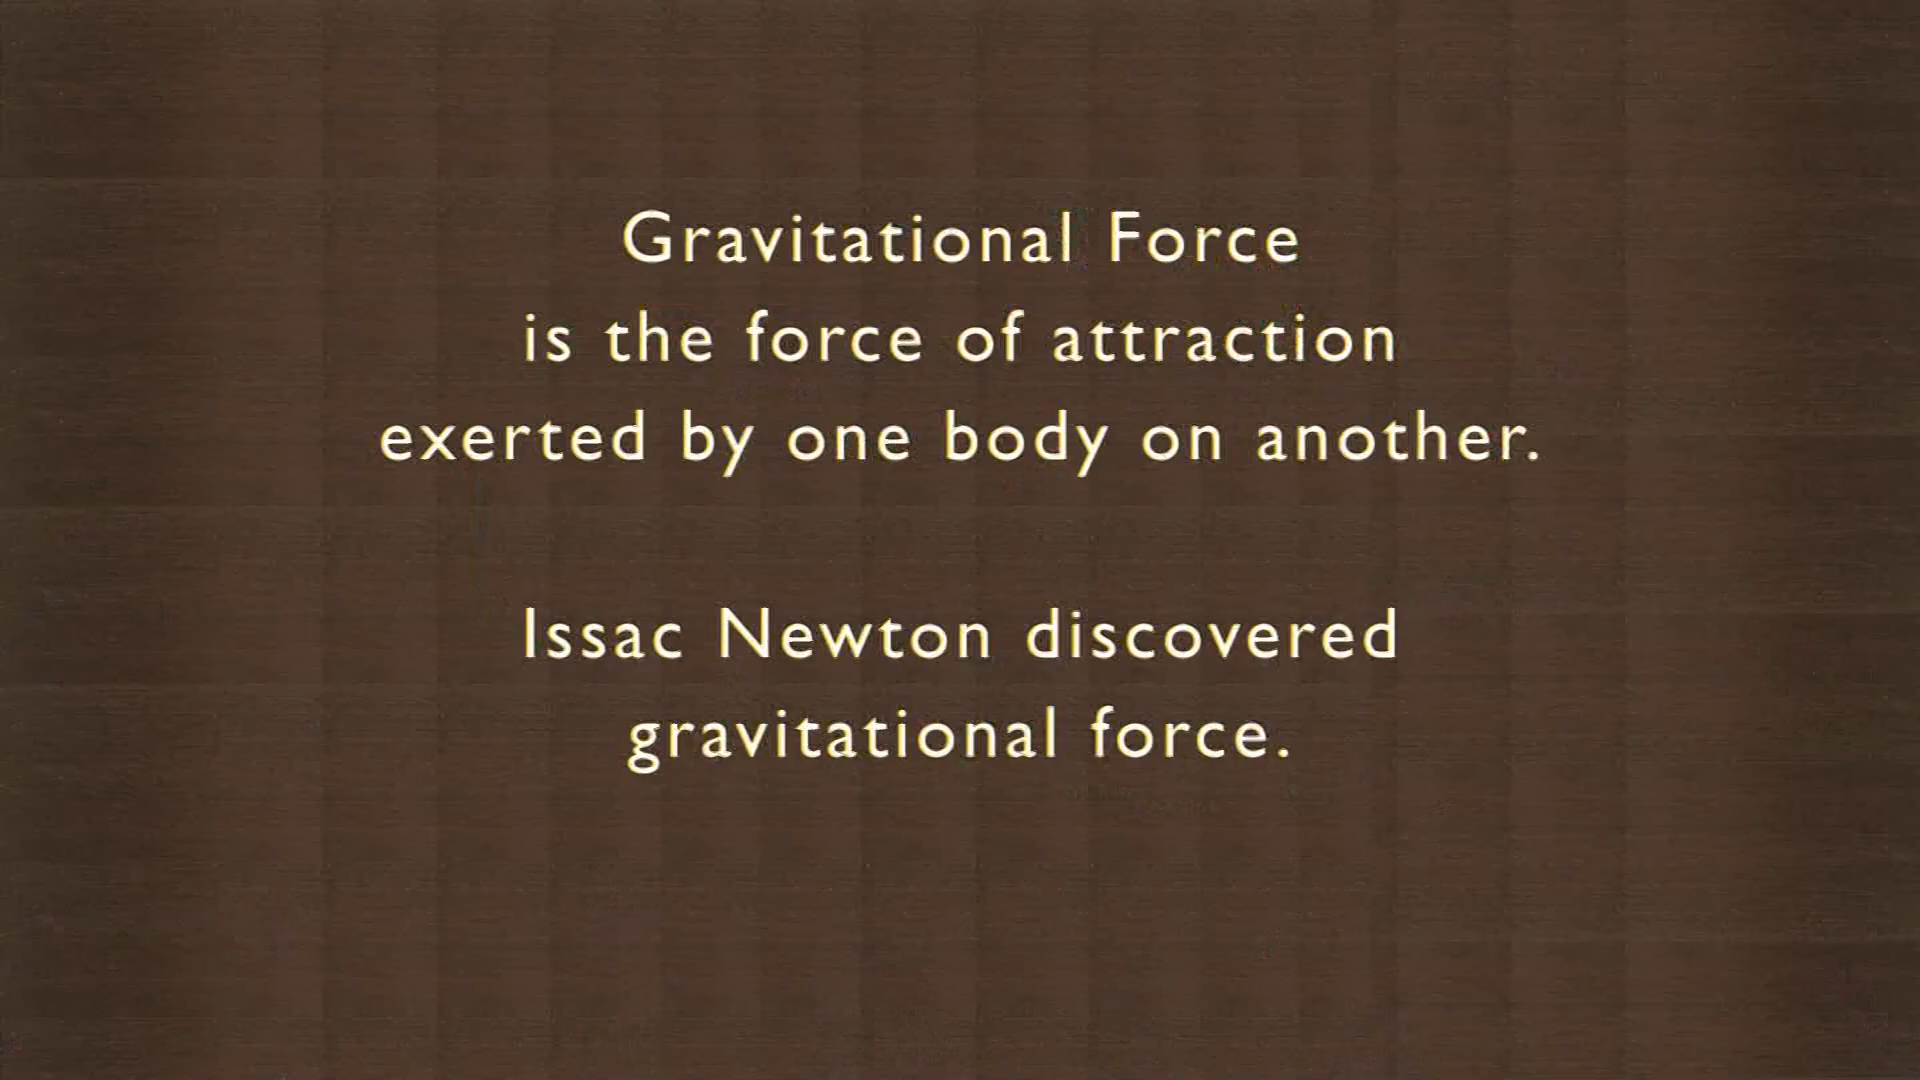 Gravitational Force
is the force of attraction
exerted by one body on another.
Issac Newton discovered
gravitational force.